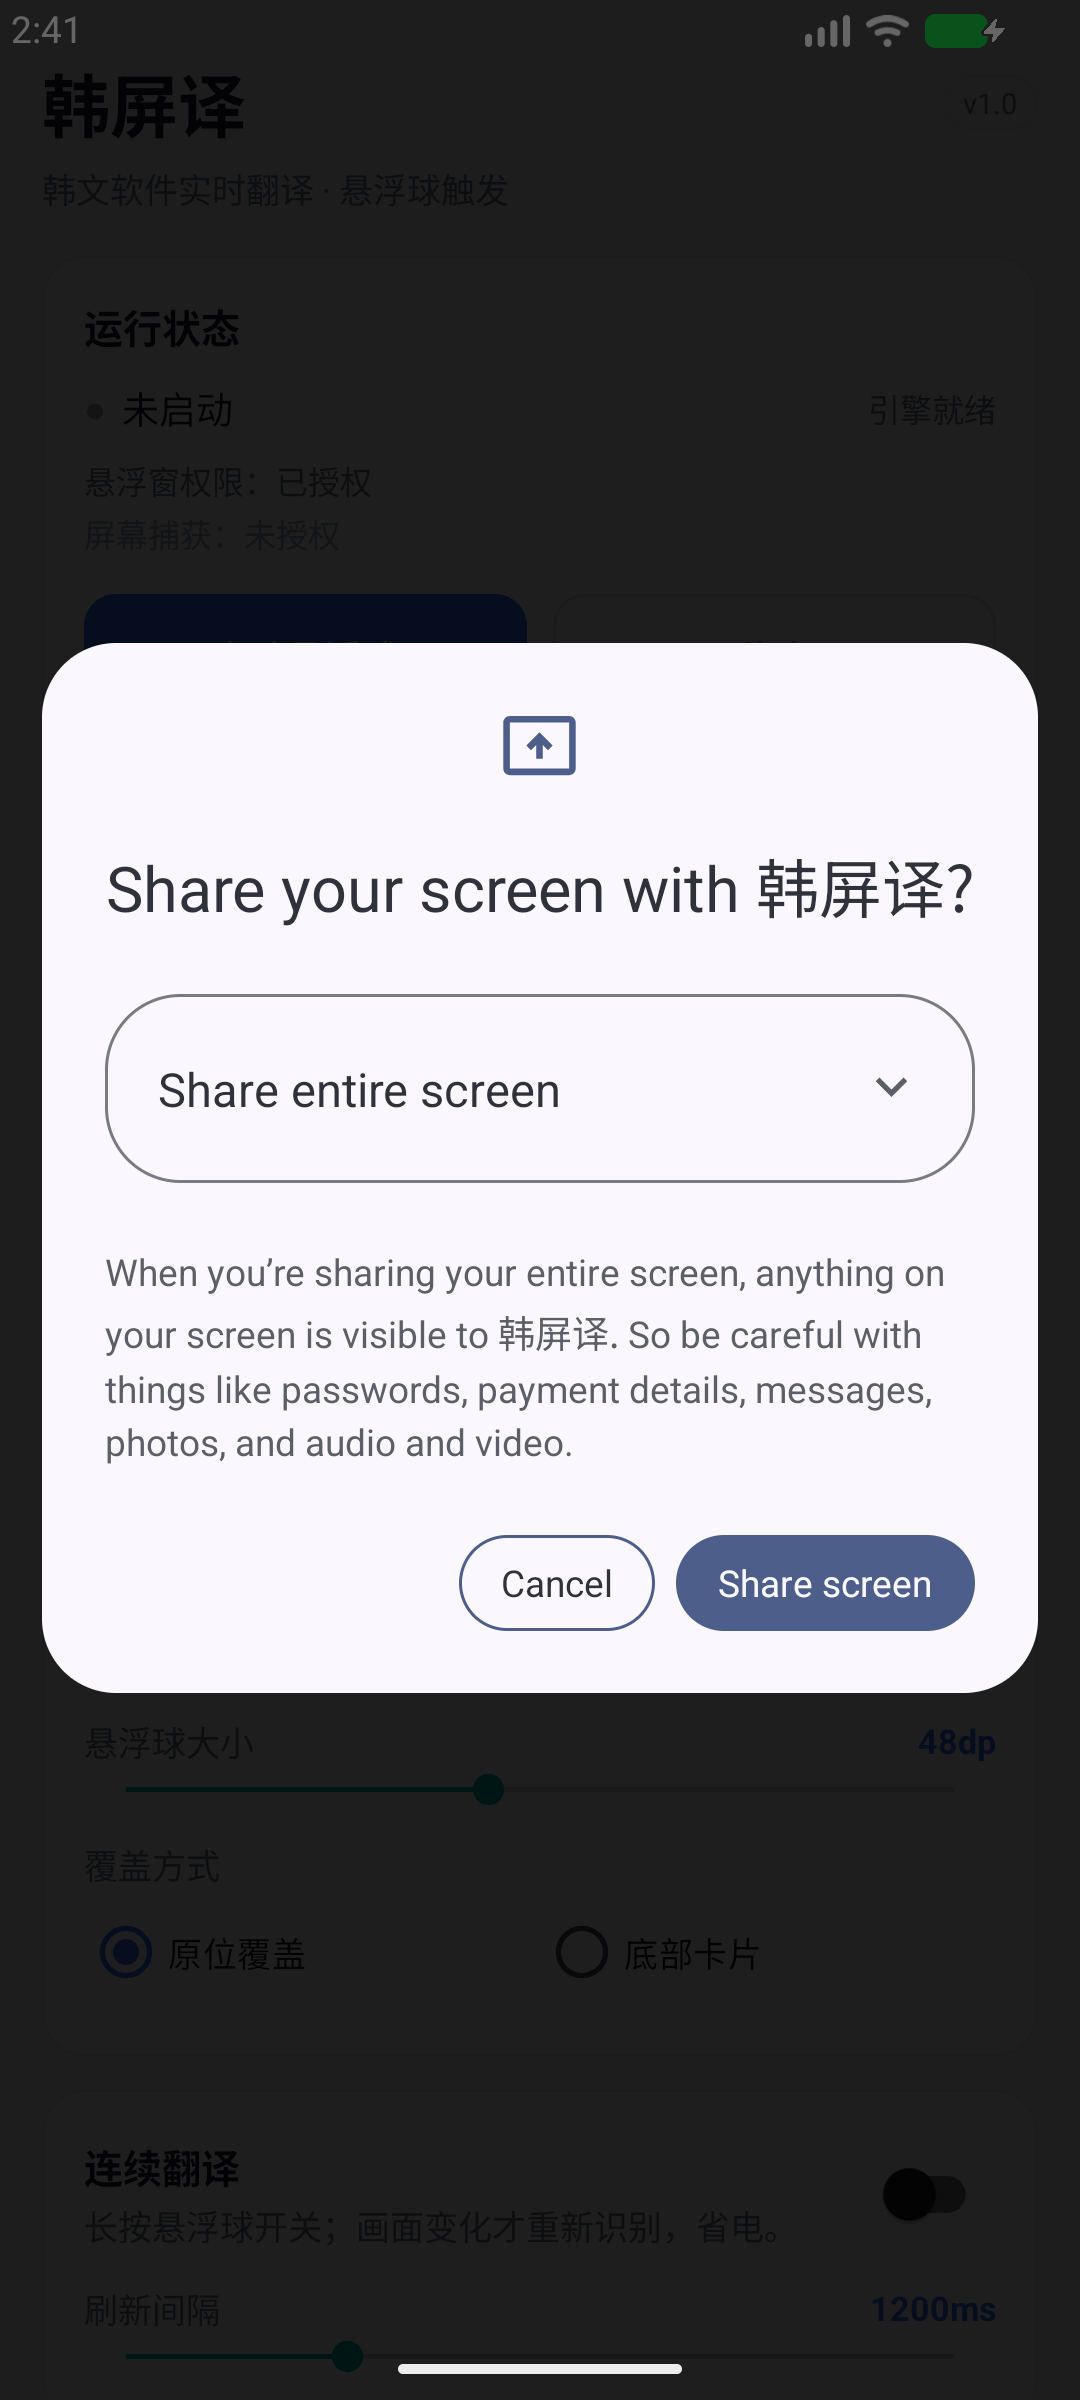 2:41
韩屏译
v1.0
韩文软件实时翻译 · 悬浮球触发
运行状态
未启动
引擎就绪
悬浮窗权限：已授权
屏幕捕获：未授权
Share your screen with 韩屏译?
Share entire screen
When you’re sharing your entire screen, anything on
your screen is visible to 韩屏译. So be careful with
things like passwords, payment details, messages,
photos, and audio and video.
Cancel
Share screen
悬浮球大小
48dp
覆盖方式
原位覆盖
底部卡片
连续翻译
长按悬浮球开关；画面变化才重新识别，省电。
刷新间隔
1200ms